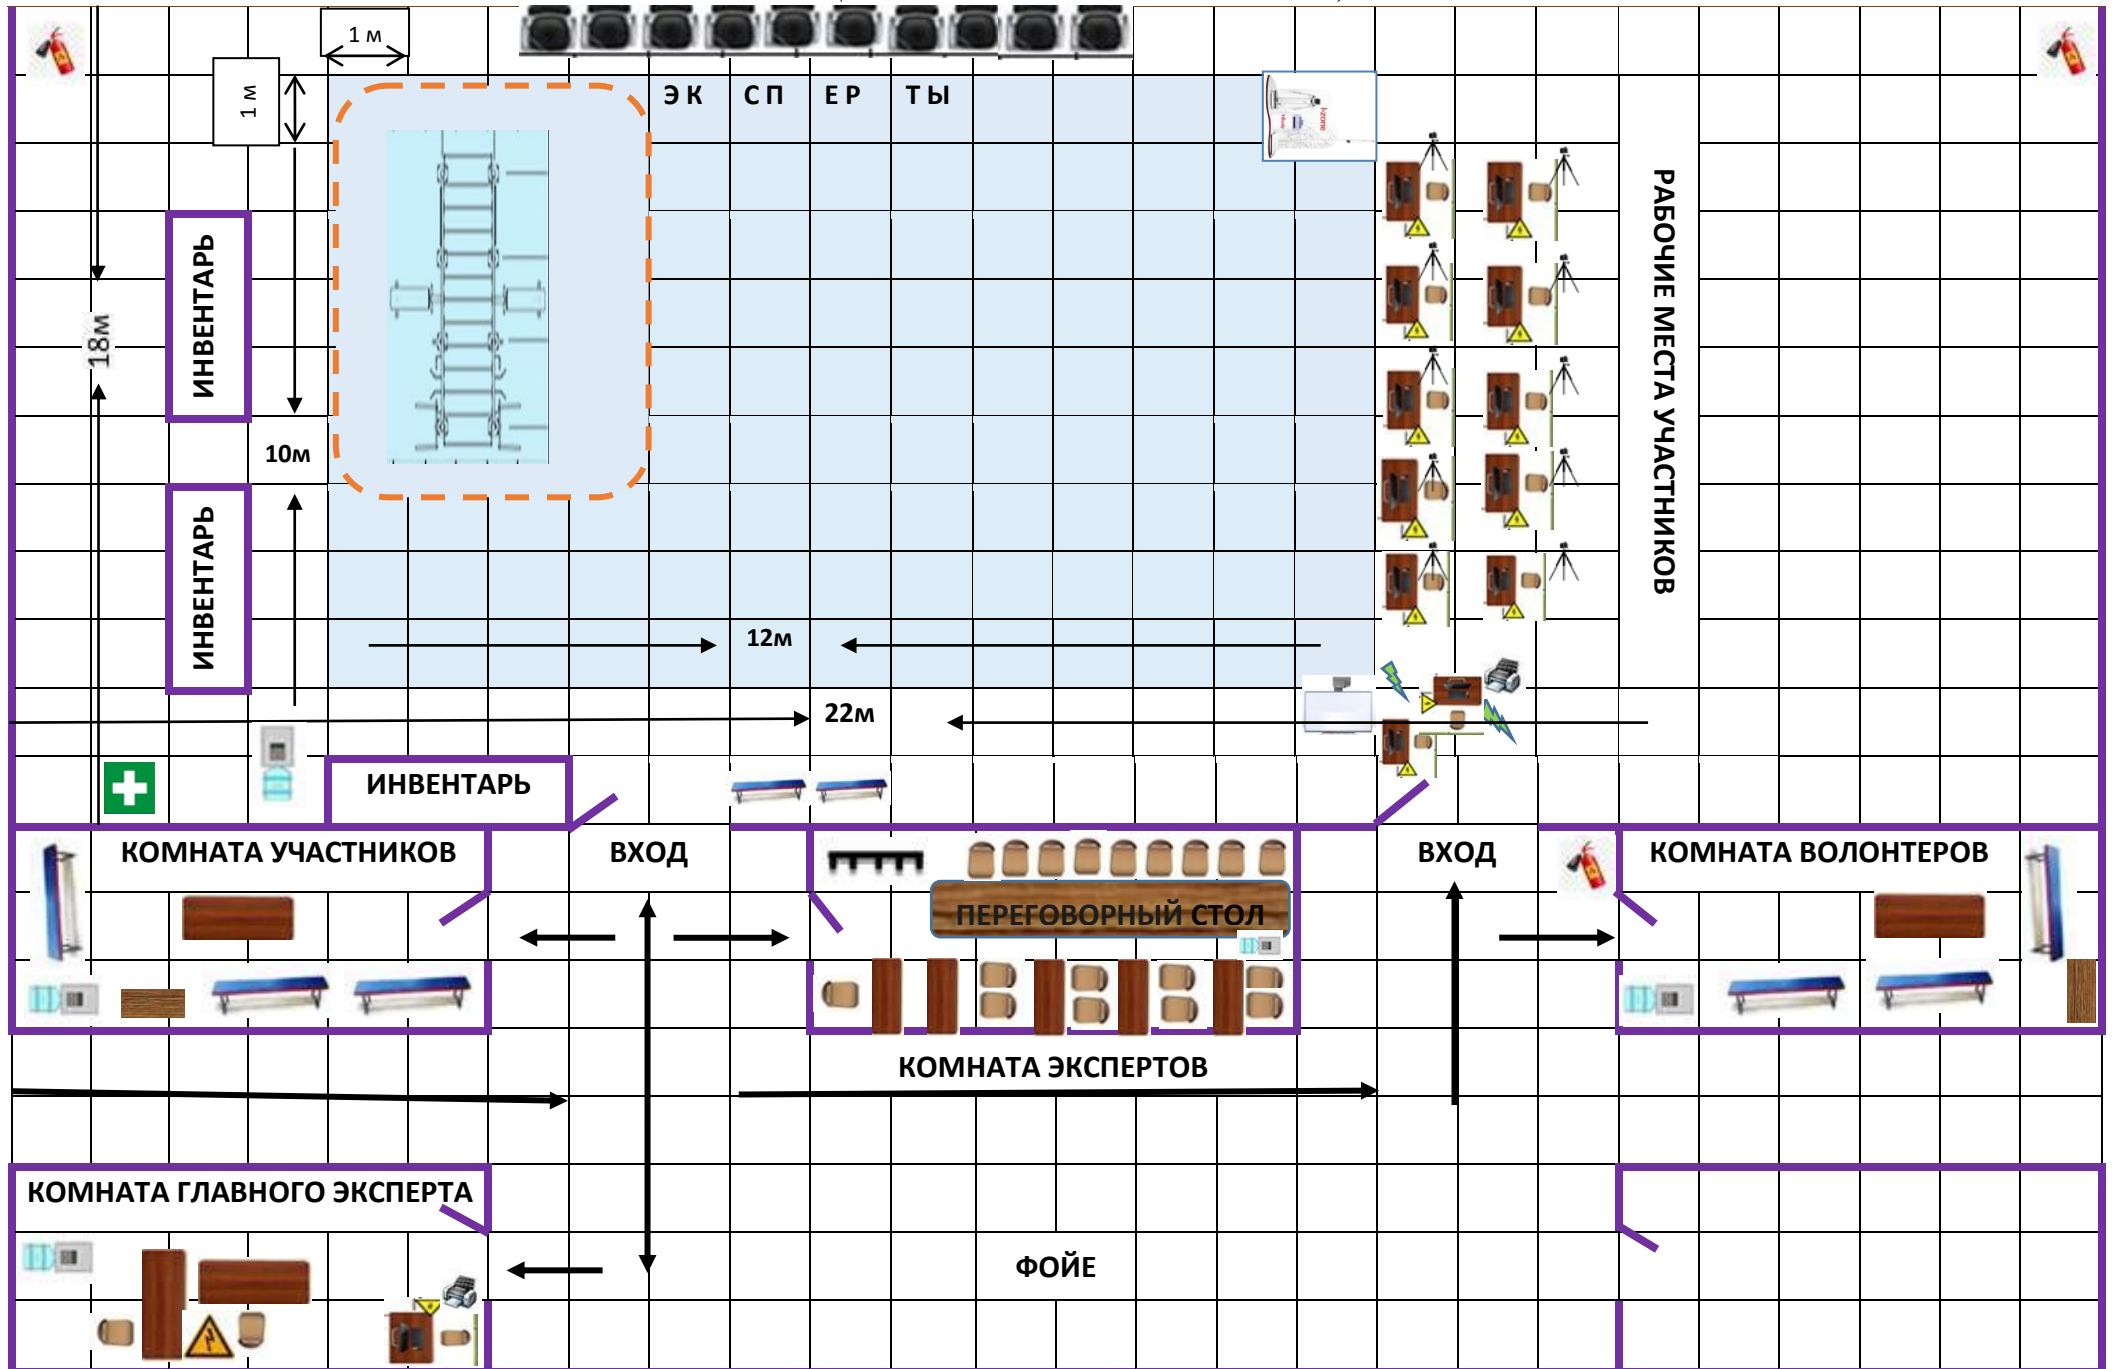 1 м
1 м
Э К С П Е Р Т Ы
i-zone
РАБОЧИЕ МЕСТА УЧАСТНИКОВ
ИНВЕНТАРЬ
18м
10м
ИНВЕНТАРЬ
12м
22м
ИНВЕНТАРЬ
КОМНАТА УЧАСТНИКОВ
ВХОД
ПЕРЕГОВОРНЫЙ СТОЛ
ВХОД
КОМНАТА ВОЛОНТЕРОВ
КОМНАТА ЭКСПЕРТОВ
КОМНАТА ГЛАВНОГО ЭКСПЕРТА
ФОЙЕ